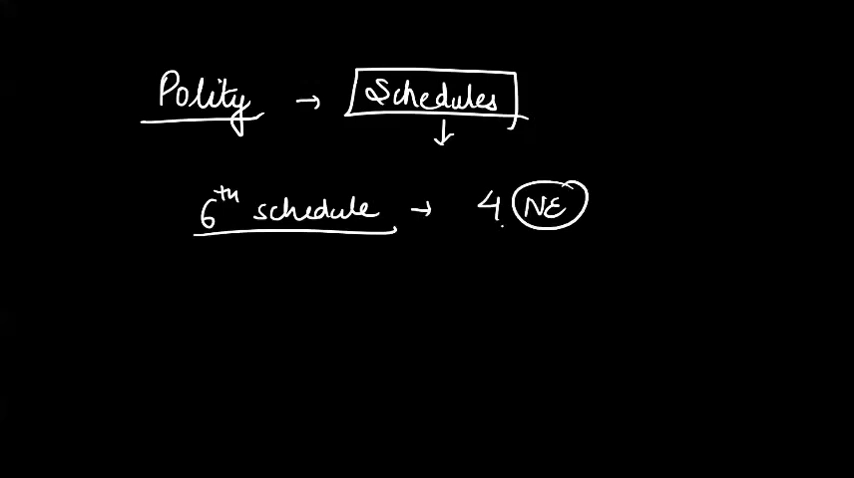 Polity → Schedules
↓
6th schedule → 4 NE